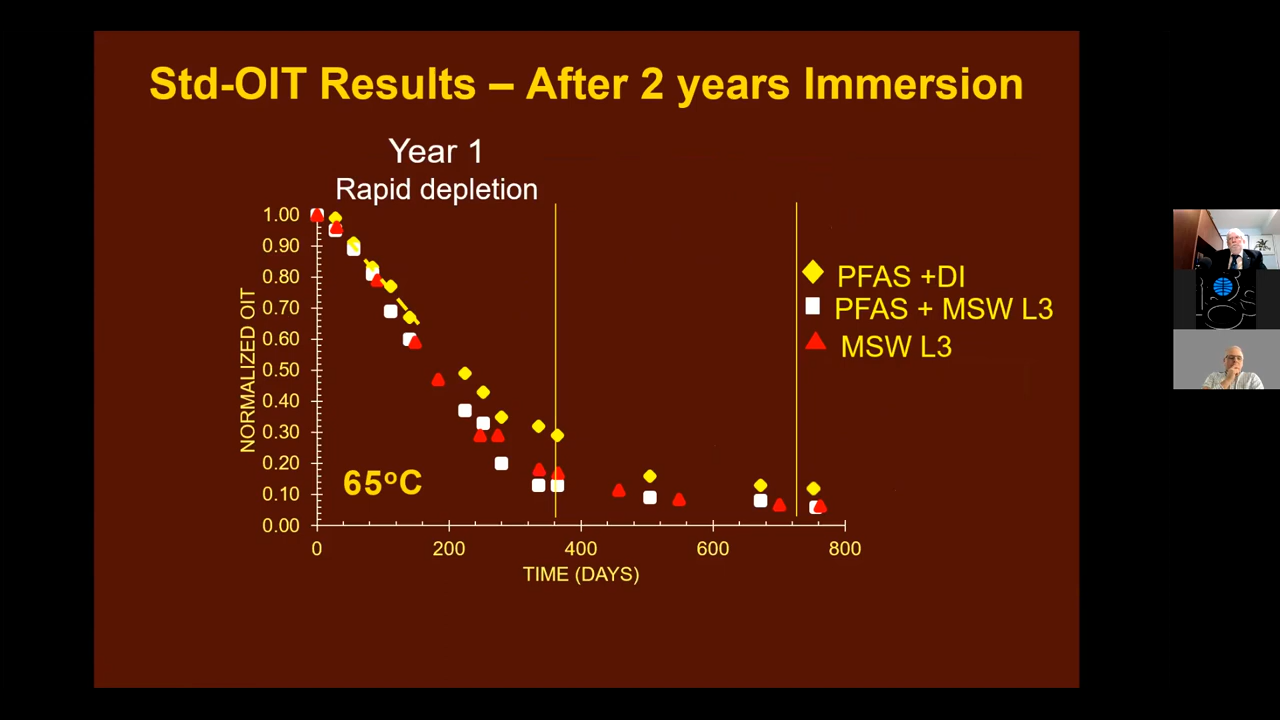 Std-OIT Results – After 2 years Immersion
Year 1
Rapid depletion
1.00
0.90
0.80
0.70
0.60
0.50
0.40
0.30
0.20
0.10
0.00
NORMALIZED OIT
65ºC
0
200
400
600
800
TIME (DAYS)
PFAS +DI
PFAS + MSW L3
MSW L3